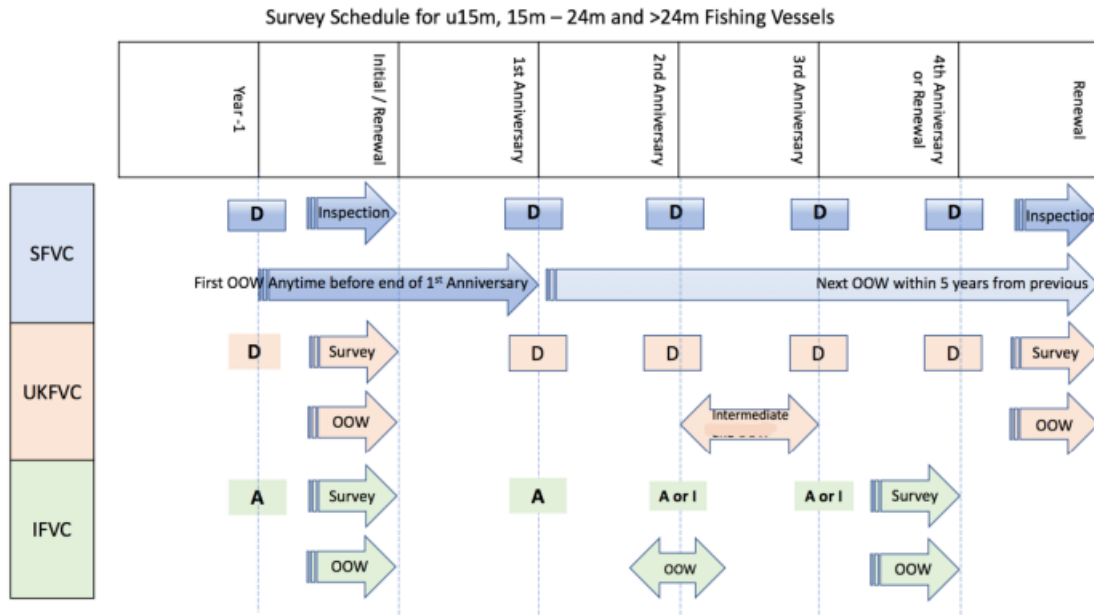 Survey Schedule for u15m, 15m – 24m and >24m Fishing Vessels
Year -1
Initial / Renewal
1st Anniversary
2nd Anniversary
3rd Anniversary
4th Anniversary
or Renewal
Renewal
SFVC
D
Inspection
D
D
D
D
Inspection
First OOW Anytime before end of 1st Anniversary
Next OOW within 5 years from previous
UKFVC
D
Survey
D
D
D
D
Survey
OOW
Intermediate
OOW
IFVC
A
Survey
A
A or I
A or I
Survey
OOW
OOW
OOW